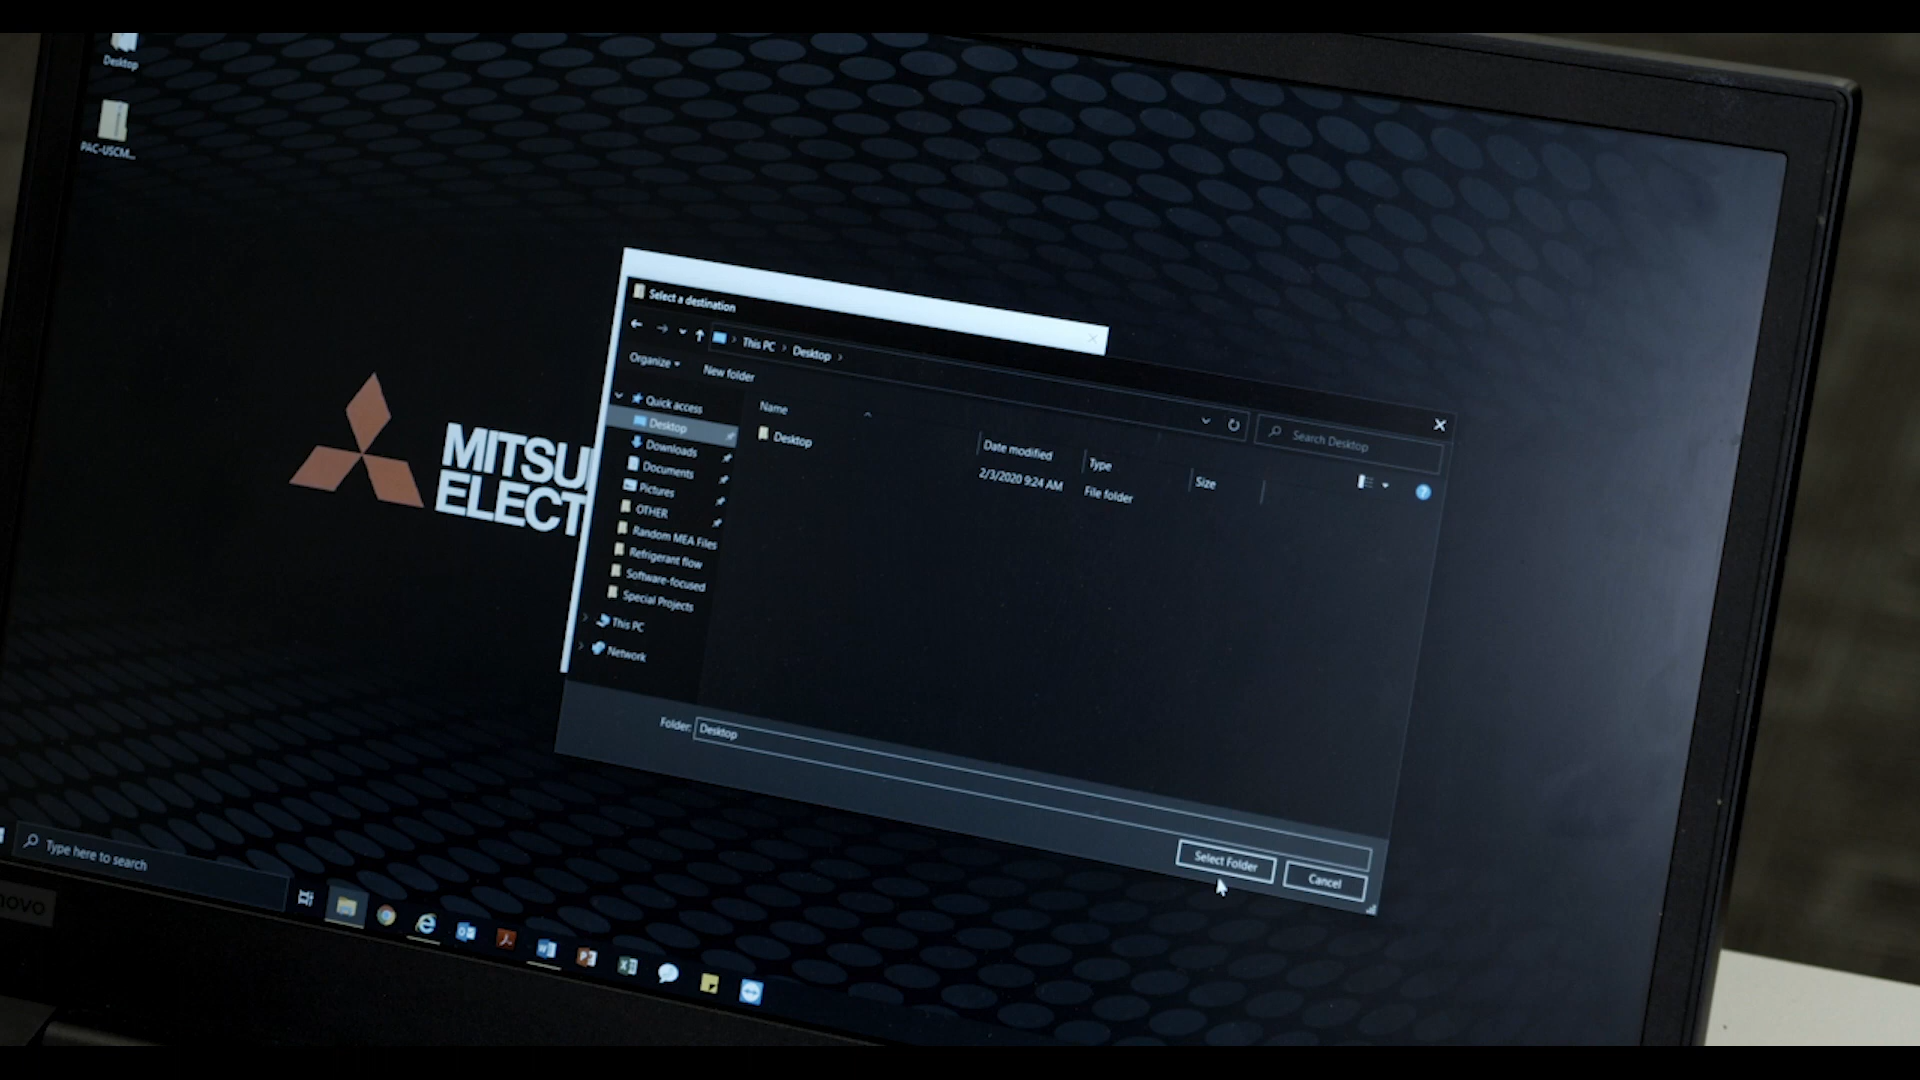 Desktop
PAC-USCM...
MITSU
ELECT
Select a destination
This PC > Desktop >
Search Desktop
Organize
New folder
Quick access
Desktop
Downloads
Documents
Pictures
OTHER
Random MEA Files
Refrigerant flow
Software-focused
Special Projects
This PC
Network
Name
Date modified
Type
Size
Desktop
2/3/2020 9:24 AM
File folder
Folder:
Desktop
Select Folder
Cancel
Type here to search
novo